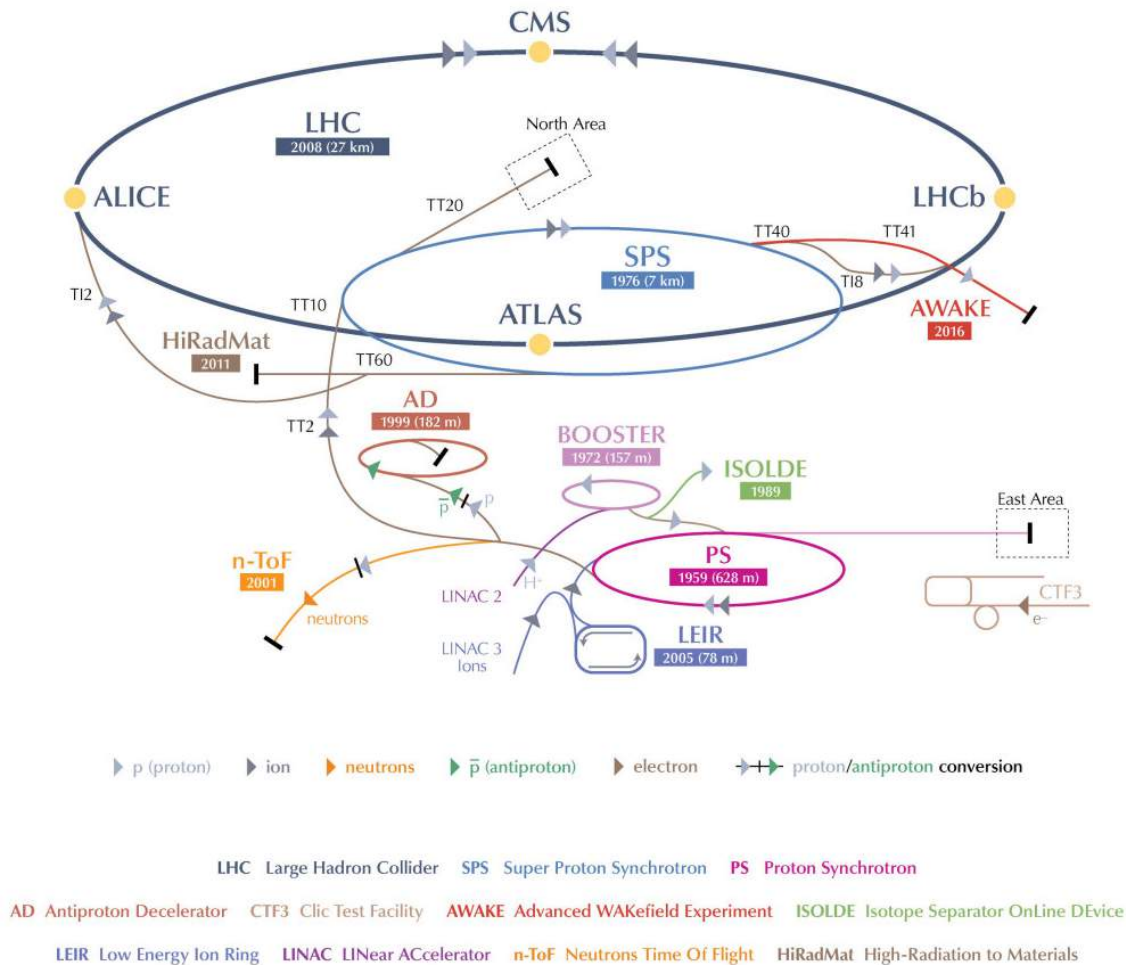 CMS
LHC
2008 (27 km)
North Area
ALICE
TT20
LHCb
TT40
TT41
SPS
1976 (7 km)
TI8
TI2
TT10
ATLAS
AWAKE
2016
HiRadMat
2011
TT60
AD
1999 (182 m)
TT2
BOOSTER
1972 (157 m)
ISOLDE
1989
p̅
p
East Area
n-ToF
2001
PS
1959 (628 m)
H⁺
LINAC 2
CTF3
e⁻
neutrons
LINAC 3
Ions
LEIR
2005 (78 m)
p (proton) ion neutrons p̅ (antiproton) electron proton/antiproton conversion
LHC Large Hadron Collider SPS Super Proton Synchrotron PS Proton Synchrotron
AD Antiproton Decelerator CTF3 Clic Test Facility AWAKE Advanced WAKefield Experiment ISOLDE Isotope Separator OnLine DEvice
LEIR Low Energy Ion Ring LINAC LINear ACcelerator n-ToF Neutrons Time Of Flight HiRadMat High-Radiation to Materials